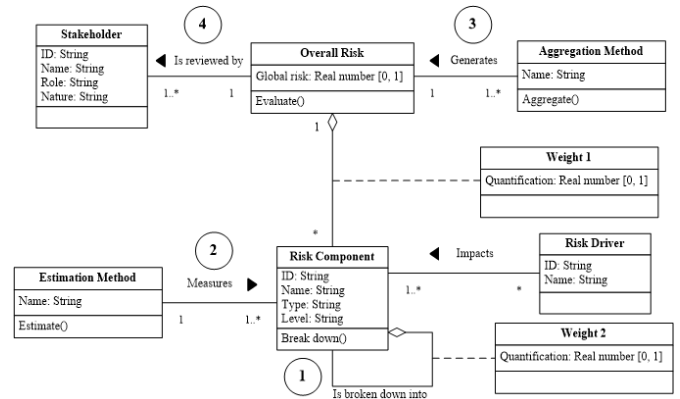 4
3
Stakeholder
ID: String
Name: String
Role: String
Nature: String
Is reviewed by
1..*
1
Overall Risk
Global risk: Real number [0, 1]
Evaluate()
Generates
1
1..*
Aggregation Method
Name: String
Aggregate()
1
*
Weight 1
Quantification: Real number [0, 1]
2
Estimation Method
Name: String
Estimate()
Measures
1
1..*
Risk Component
ID: String
Name: String
Type: String
Level: String
Break down()
Impacts
1..*
*
Risk Driver
ID: String
Name: String
Weight 2
Quantification: Real number [0, 1]
1
Is broken down into